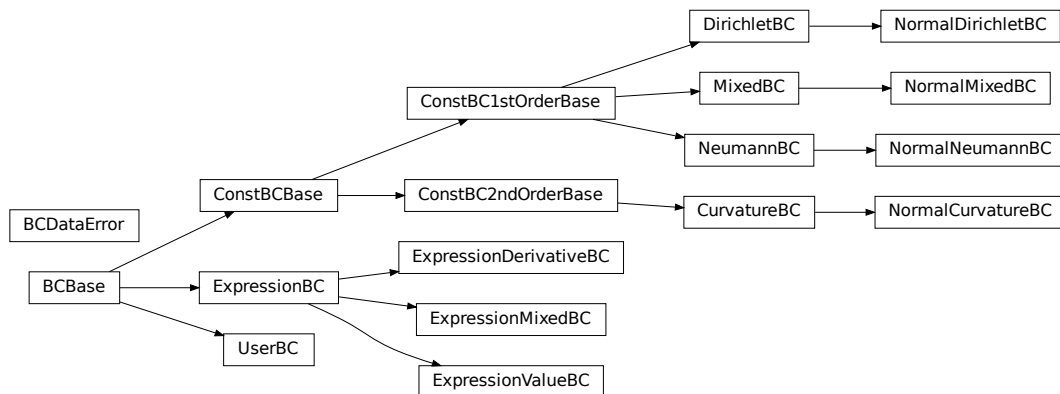 DirichletBC
NormalDirichletBC
MixedBC
NormalMixedBC
ConstBC1stOrderBase
NeumannBC
NormalNeumannBC
ConstBCBase
ConstBC2ndOrderBase
CurvatureBC
NormalCurvatureBC
BCDataError
ExpressionDerivativeBC
BCBase
ExpressionBC
ExpressionMixedBC
UserBC
ExpressionValueBC